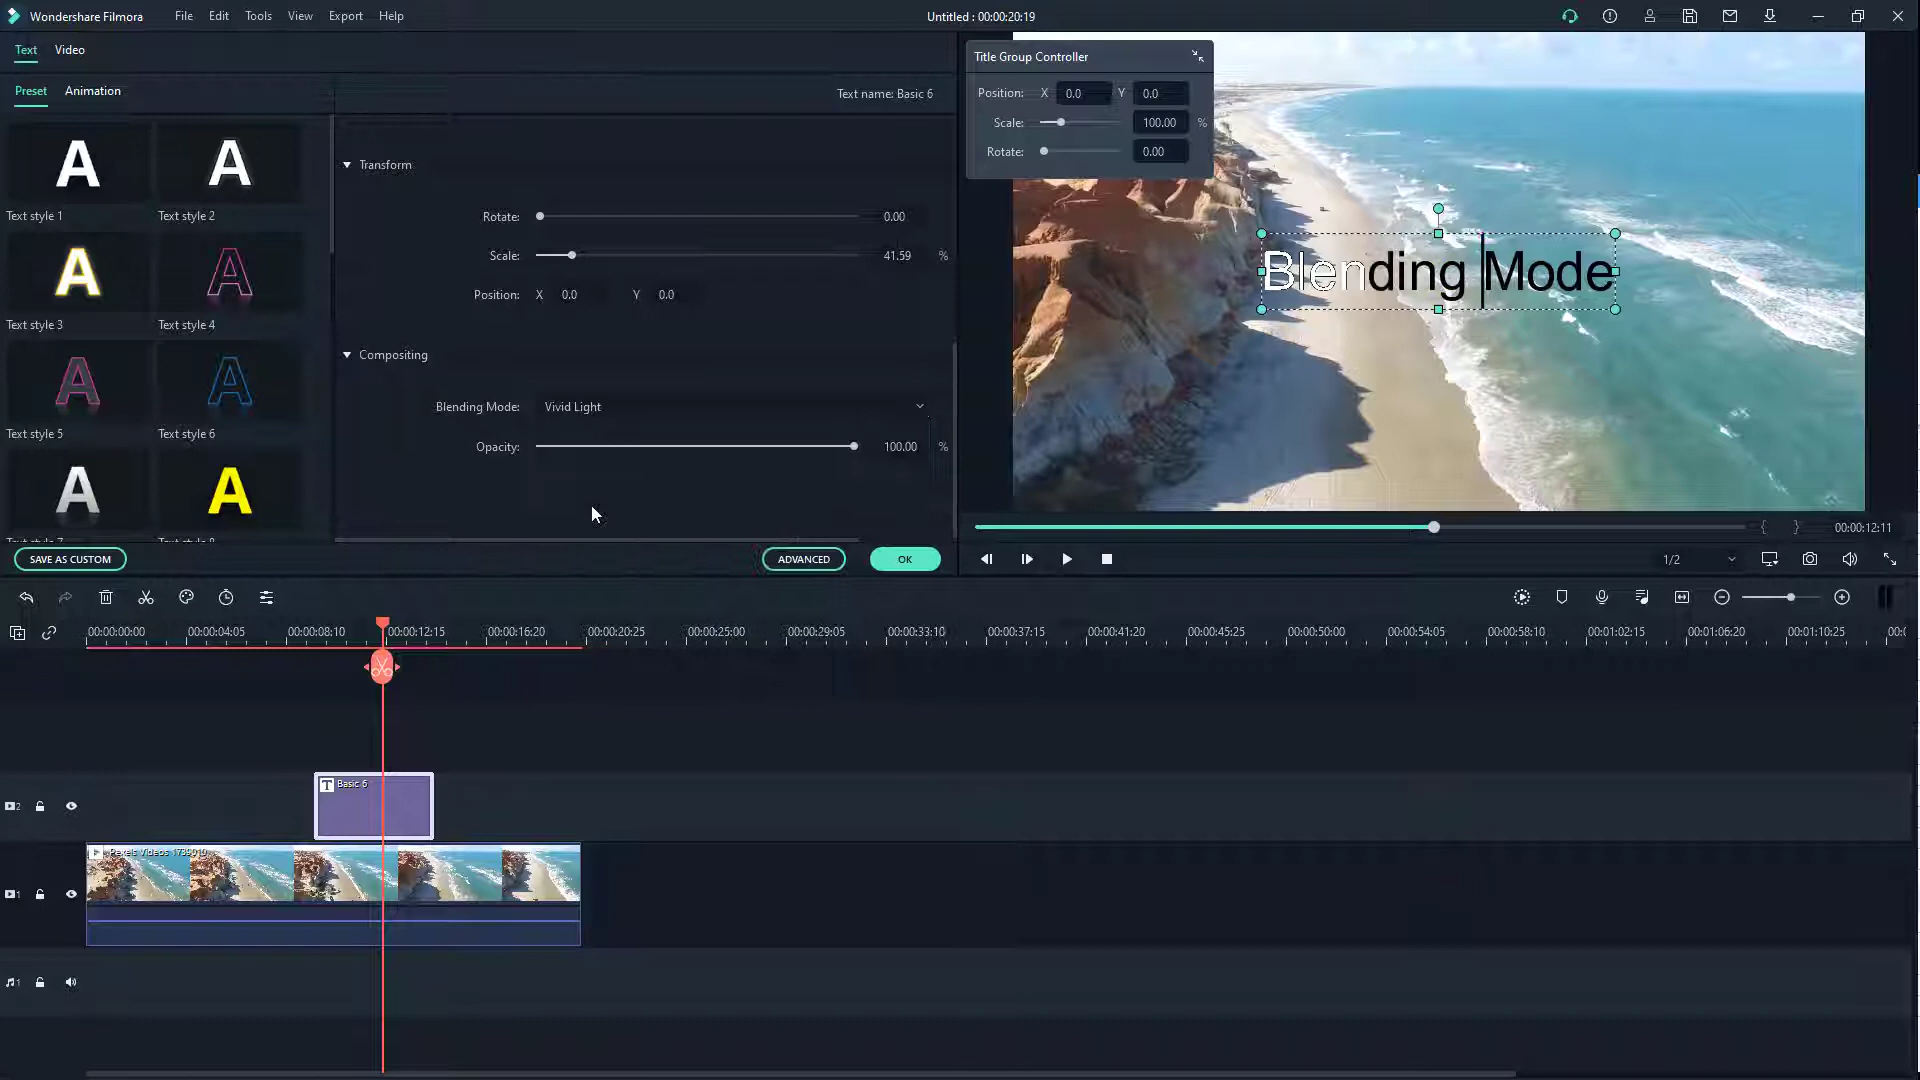 Wondershare Filmora File Edit Tools View Export Help Untitled : 00:00:20:19
Text Video
Preset Animation Text name: Basic 6
Text style 1 Text style 2
Text style 3 Text style 4
Text style 5 Text style 6
Transform
Rotate: 0.00
Scale: 41.59 %
Position: X 0.0 Y 0.0
Compositing
Blending Mode: Vivid Light
Opacity: 100.00 %
SAVE AS CUSTOM ADVANCED OK
Title Group Controller
Position: X 0.0 Y 0.0
Scale: 100.00 %
Rotate: 0.00
Blending Mode
{ } 00:00:12:11
1/2
00:00:00:00 00:00:04:05 00:00:08:10 00:00:12:15 00:00:16:20 00:00:20:25 00:00:25:00 00:00:29:05 00:00:33:10 00:00:37:15 00:00:41:20 00:00:45:25 00:00:50:00 00:00:54:05 00:00:58:10 00:01:02:15 00:01:06:20 00:01:10:25
2 T Basic 6
Pexels Videos 1739010
1
1